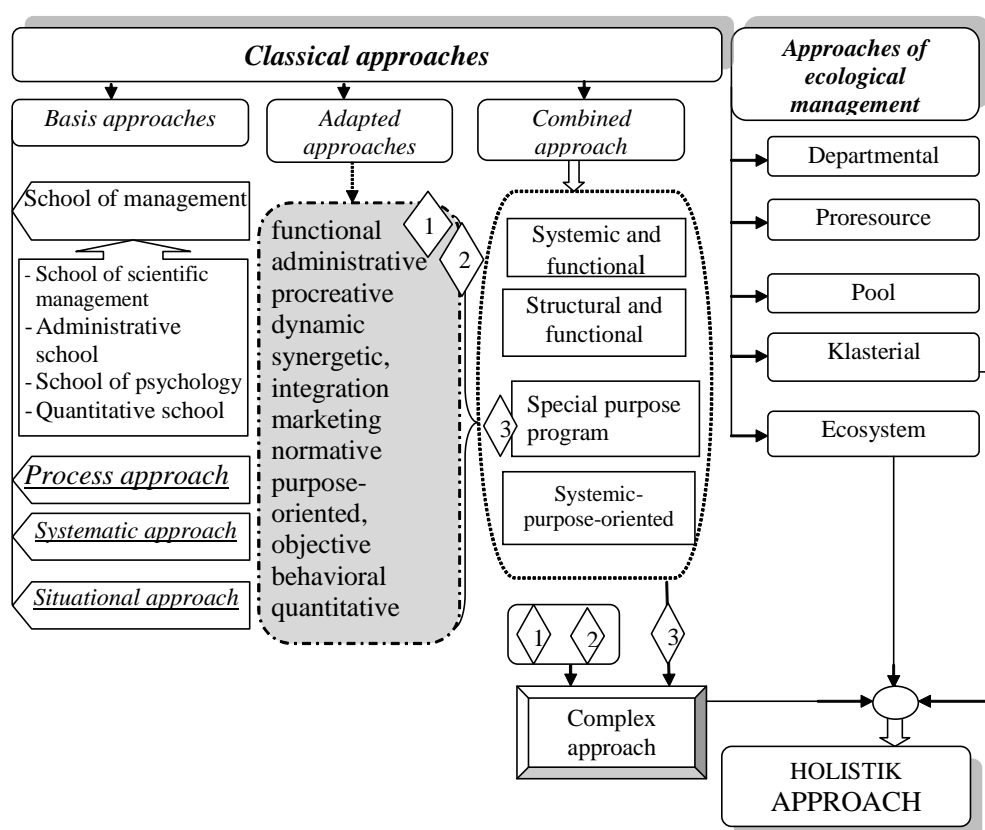 Classical approaches
Basis approaches
School of management
- School of scientific
management
- Administrative
school
- School of psychology
- Quantitative school
Process approach
Systematic approach
Situational approach
Adapted
approaches
functional
administrative
procreative
dynamic
synergetic,
integration
marketing
normative
purpose-
oriented,
objective
behavioral
quantitative
1
2
Combined
approach
Systemic and
functional
Structural and
functional
3
Special purpose
program
Systemic-
purpose-oriented
1
2
3
Complex
approach
Approaches of
ecological
management
Departmental
Proresource
Pool
Klasterial
Ecosystem
HOLISTIK
APPROACH